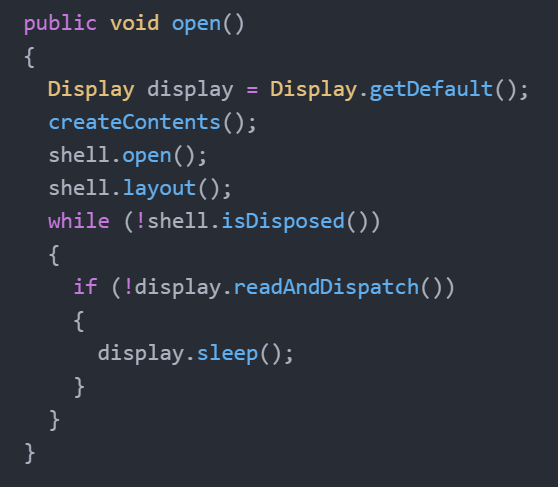 public void open()
{
  Display display = Display.getDefault();
  createContents();
  shell.open();
  shell.layout();
  while (!shell.isDisposed())
  {
    if (!display.readAndDispatch())
    {
      display.sleep();
    }
  }
}